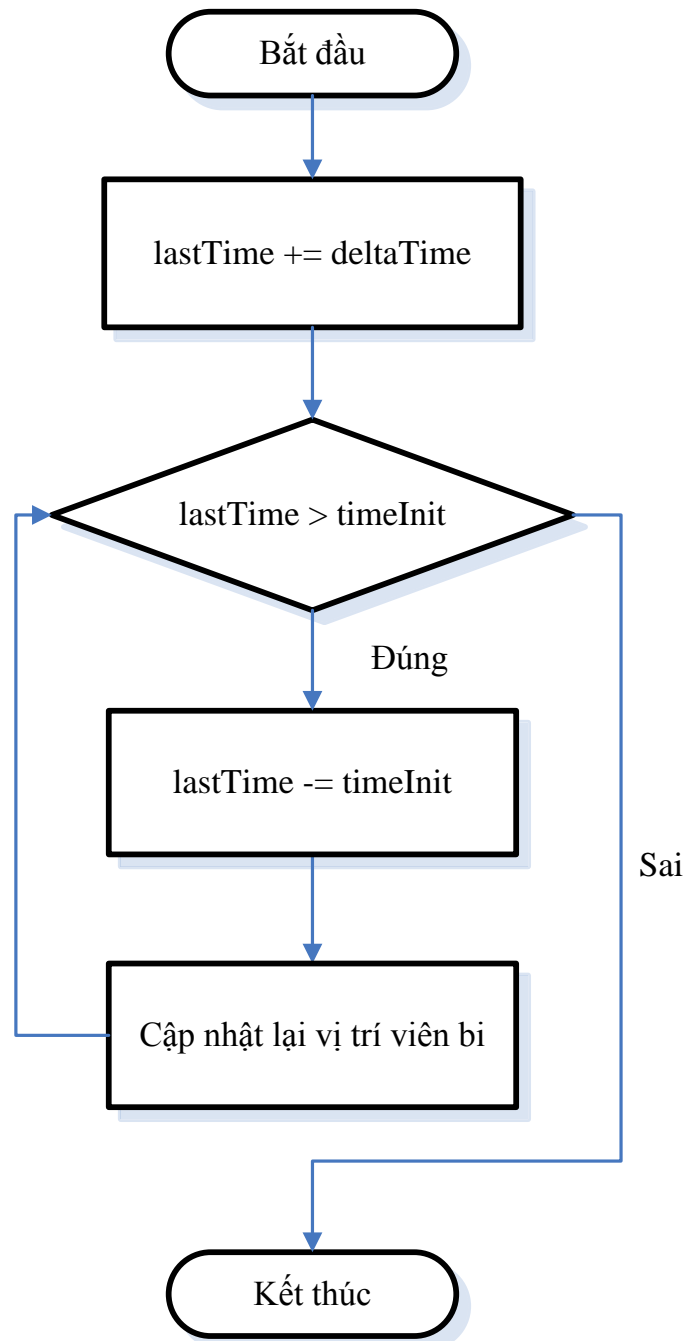 Bắt đầu
lastTime += deltaTime
lastTime > timeInit
Đúng
lastTime -= timeInit
Sai
Cập nhật lại vị trí viên bi
Kết thúc